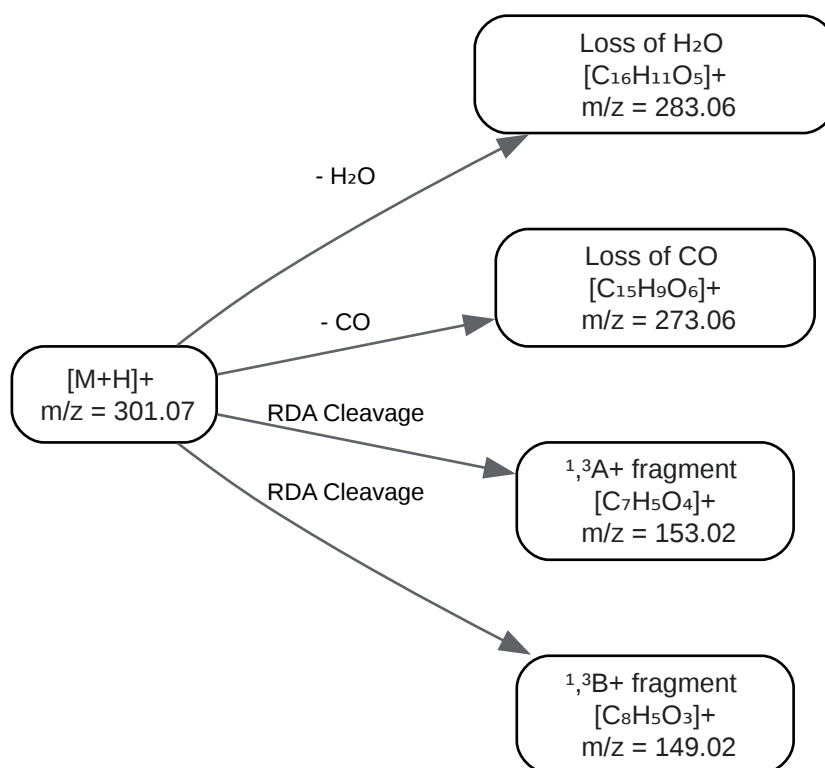 Loss of H₂O
[C₁₆H₁₁O₅]+
m/z = 283.06
- H₂O
Loss of CO
[C₁₅H₉O₆]+
m/z = 273.06
- CO
[M+H]+
m/z = 301.07
RDA Cleavage
¹,³A+ fragment
[C₇H₅O₄]+
m/z = 153.02
RDA Cleavage
¹,³B+ fragment
[C₈H₅O₃]+
m/z = 149.02